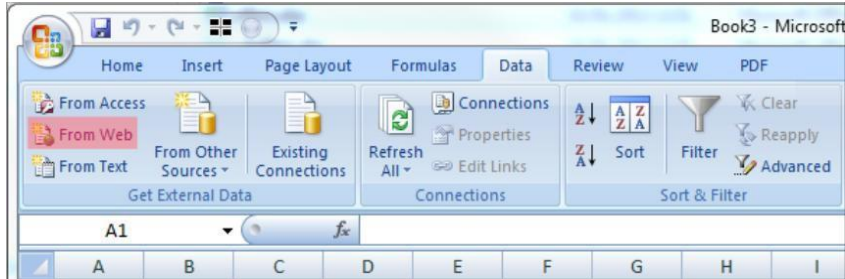 Book3 - Microsoft
Home Insert Page Layout Formulas Data Review View PDF
From Access
From Web
From Text
From Other
Sources
Existing
Connections
Get External Data
Refresh
All
Connections
Properties
Edit Links
Connections
A
Z
Z
A
A Z
Z A
Sort
Filter
Clear
Reapply
Advanced
Sort & Filter
A1 fx
A B C D E F G H I